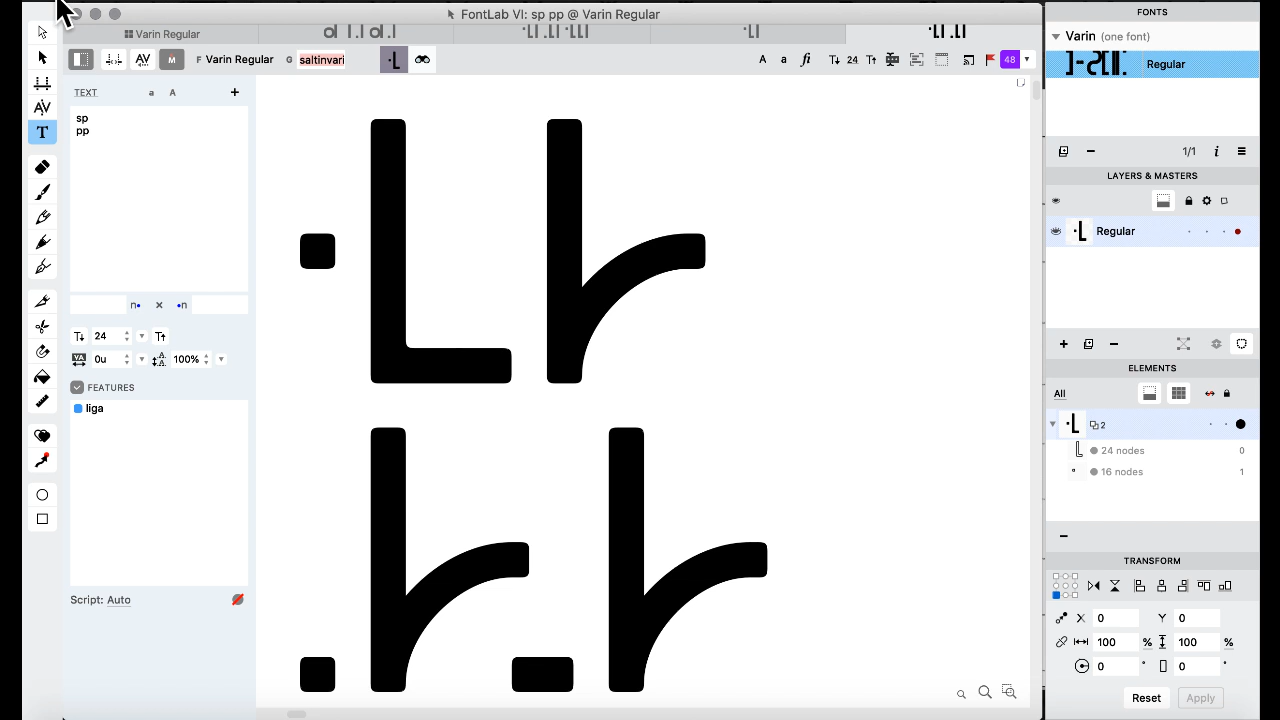 FontLab VI: sp pp @ Varin Regular
FONTS
Varin Regular
Varin (one font)
Regular
F Varin Regular G saltinvari
A a fi 24 48
TEXT a A +
sp
pp
1/1 i
LAYERS & MASTERS
Regular
n• × •n
24
0u 100%
FEATURES
liga
ELEMENTS
All
2
24 nodes 0
16 nodes 1
TRANSFORM
Script: Auto
X 0 Y 0
100 % 100 %
0 ° 0 °
Reset Apply